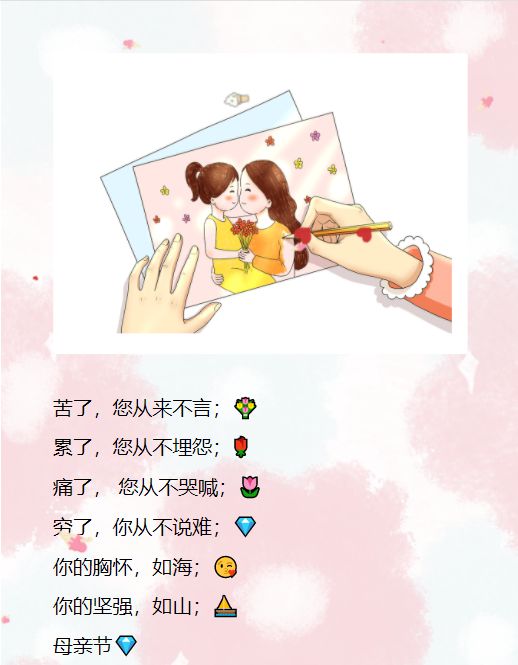 苦了，您从来不言；💐
累了，您从不埋怨；🌹
痛了， 您从不哭喊；🌷
穷了，你从不说难；💎
你的胸怀，如海；😘
你的坚强，如山；⛵
母亲节💎